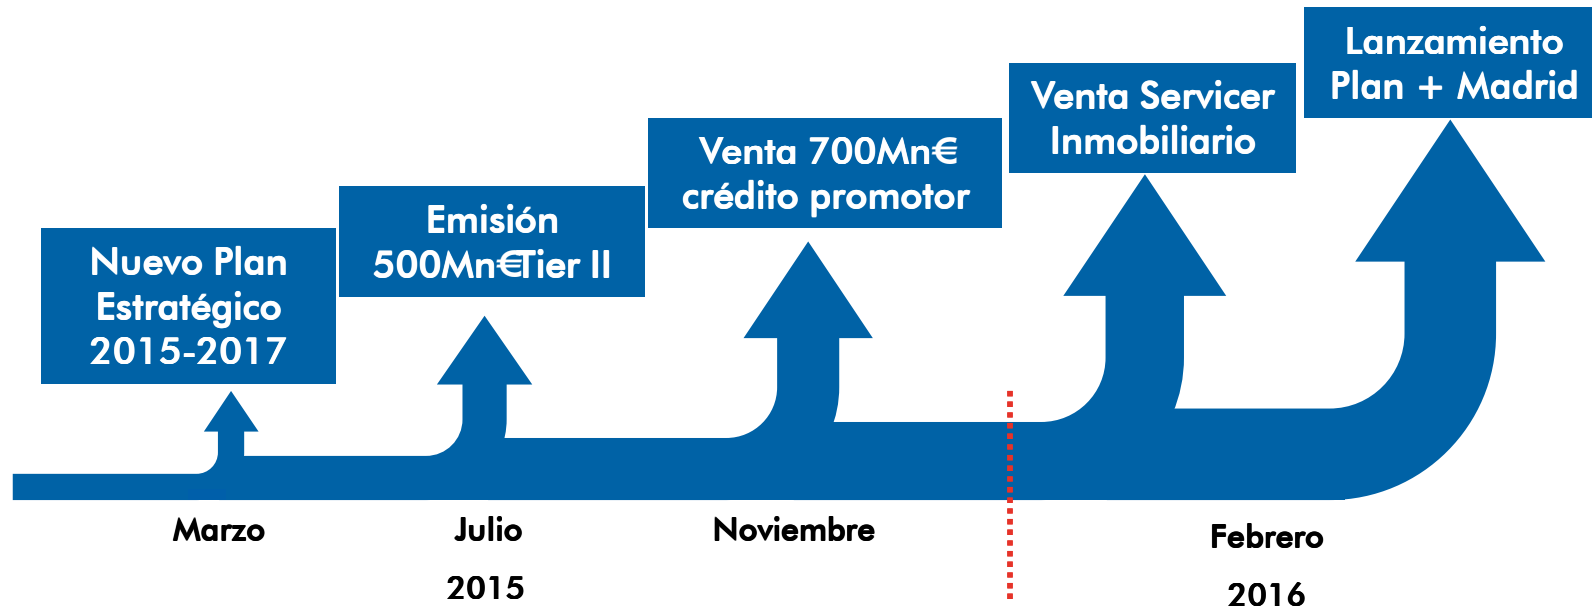 Nuevo Plan
Estratégico
2015-2017
Emisión
500Mn€Tier II
Venta 700Mn€
crédito promotor
Venta Servicer
Inmobiliario
Lanzamiento
Plan + Madrid
Marzo
Julio
Noviembre
Febrero
2015
2016